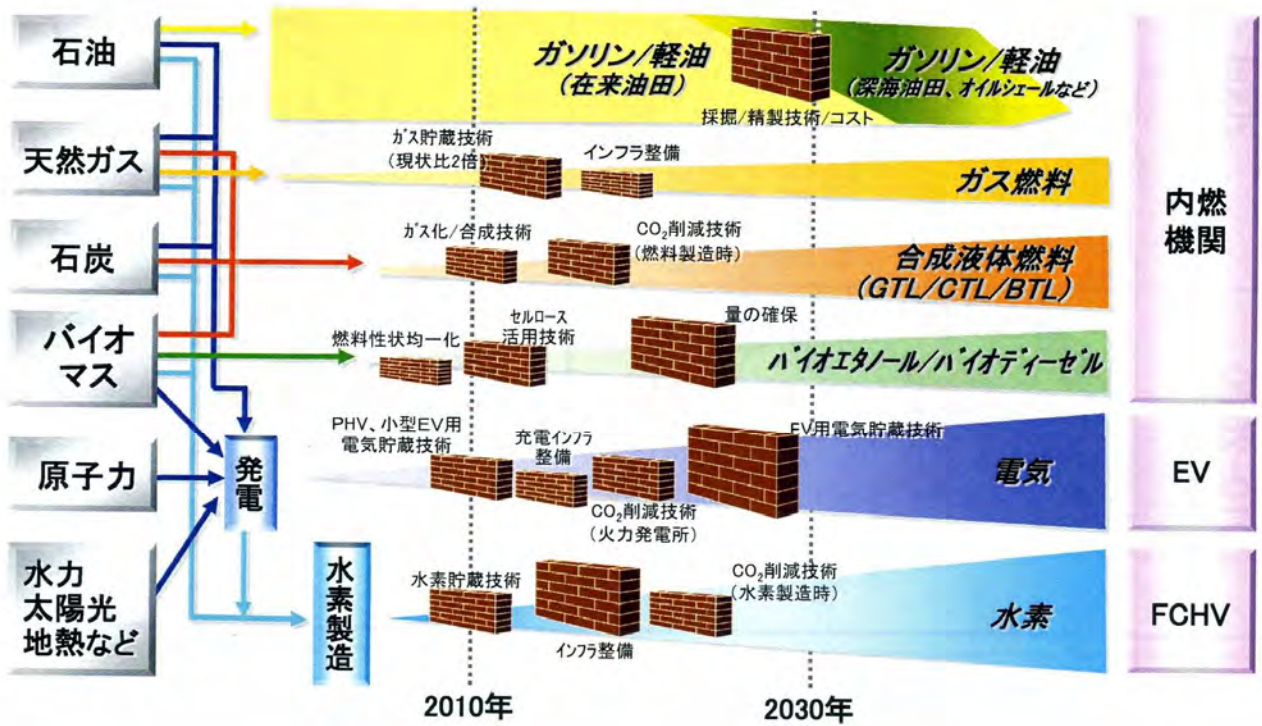 石油
天然ガス
石炭
バイオ
マス
原子力
水力
太陽光
地熱など
発電
水素製造
ガソリン/軽油
(在来油田)
ガソリン/軽油
(深海油田、オイルシェールなど)
採掘/精製技術/コスト
ガス貯蔵技術
(現状比2倍)
インフラ整備
ガス燃料
ガス化/合成技術
CO₂削減技術
(燃料製造時)
合成液体燃料
(GTL/CTL/BTL)
燃料性状均一化
セルロース
活用技術
量の確保
バイオエタノール/バイオディーゼル
PHV、小型EV用
電気貯蔵技術
充電インフラ
整備
CO₂削減技術
(火力発電所)
EV用電気貯蔵技術
電気
水素貯蔵技術
インフラ整備
CO₂削減技術
(水素製造時)
水素
内燃
機関
EV
FCHV
2010年
2030年